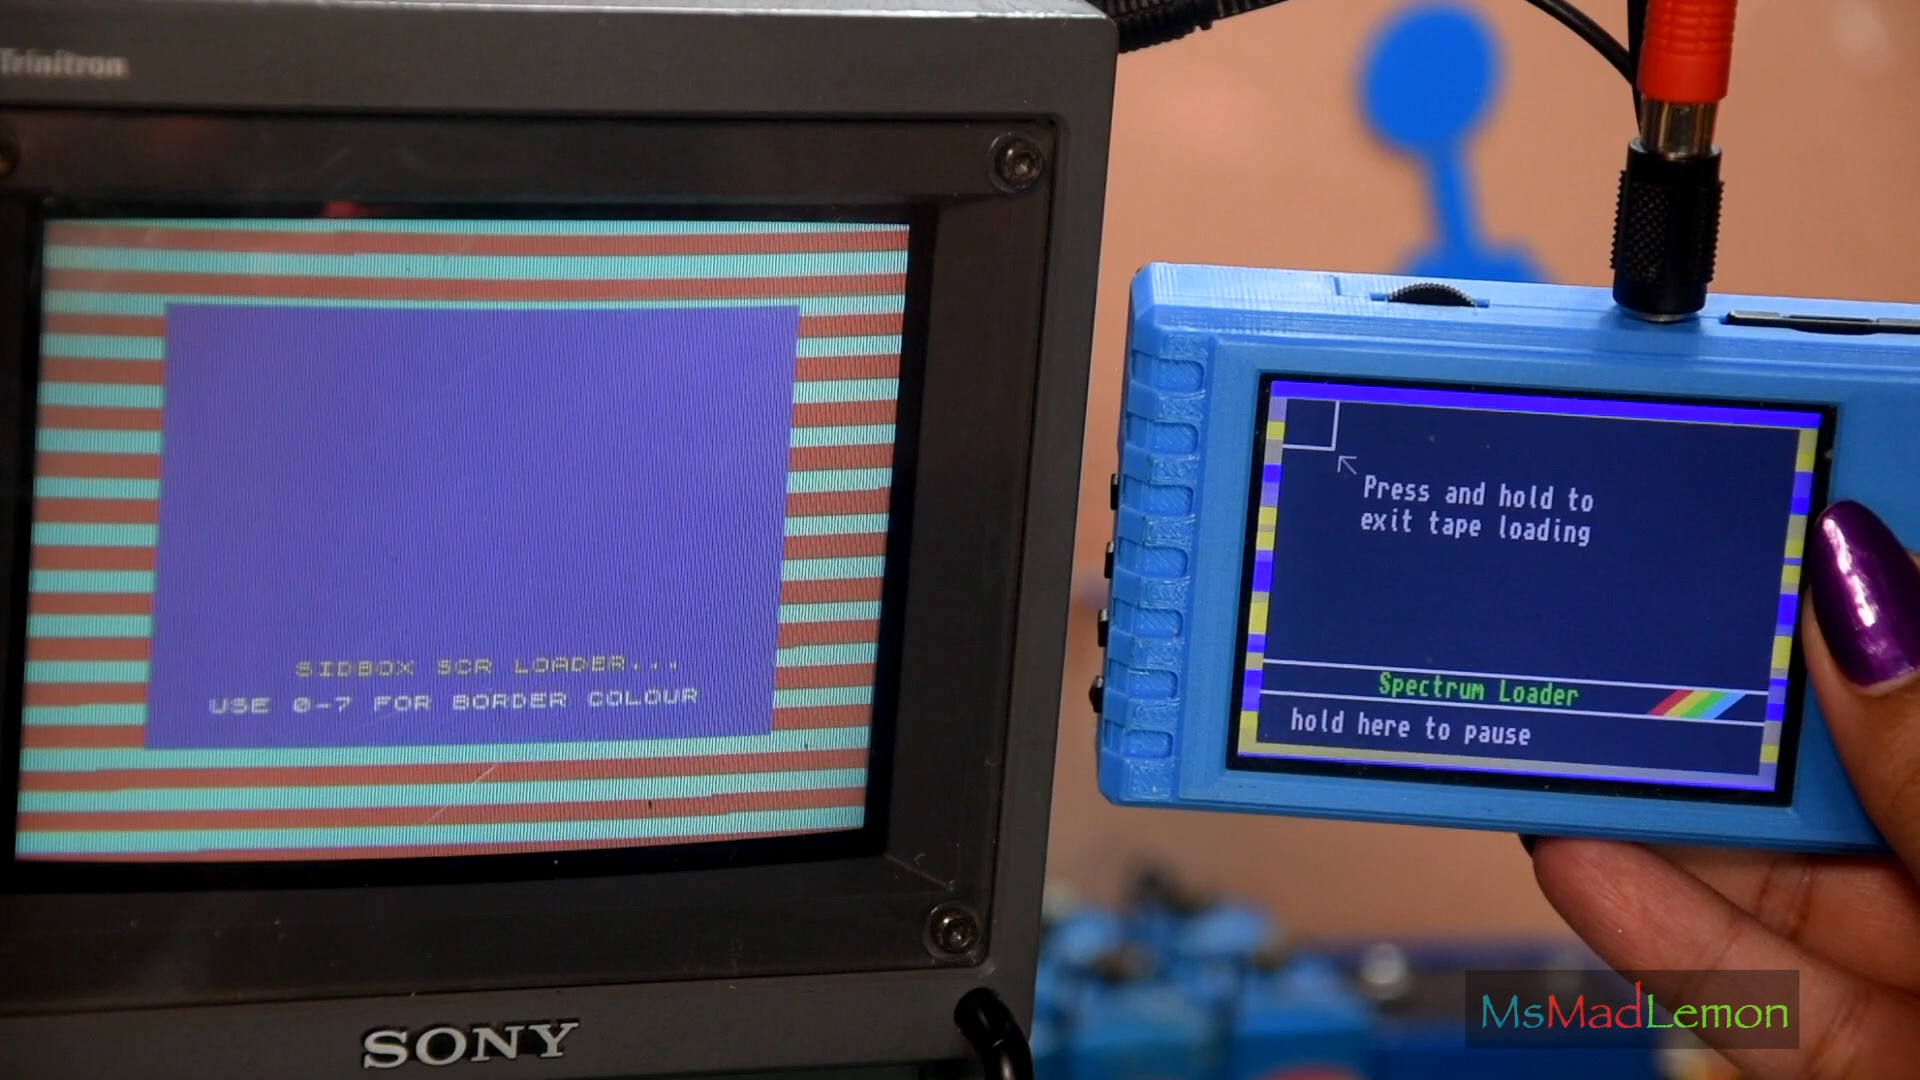 Trinitron
SIDBOX SCR LOADER...
USE 0-7 FOR BORDER COLOUR
SONY
Press and hold to
exit tape loading
Spectrum Loader
hold here to pause
MsMadLemon